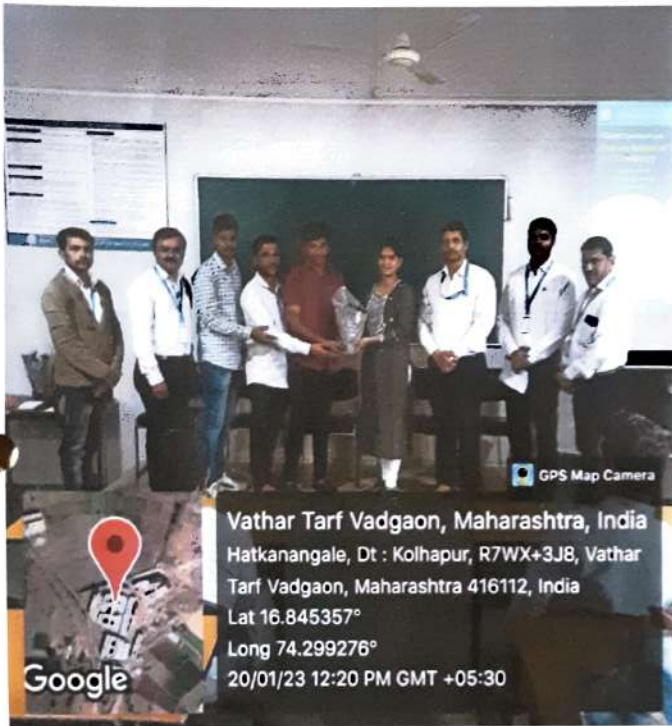 GPS Map Camera
Vathar Tarf Vadgaon, Maharashtra, India
Hatkanangale, Dt : Kolhapur, R7WX+3J8, Vathar
Tarf Vadgaon, Maharashtra 416112, India
Lat 16.845357°
Long 74.299276°
20/01/23 12:20 PM GMT +05:30
Google